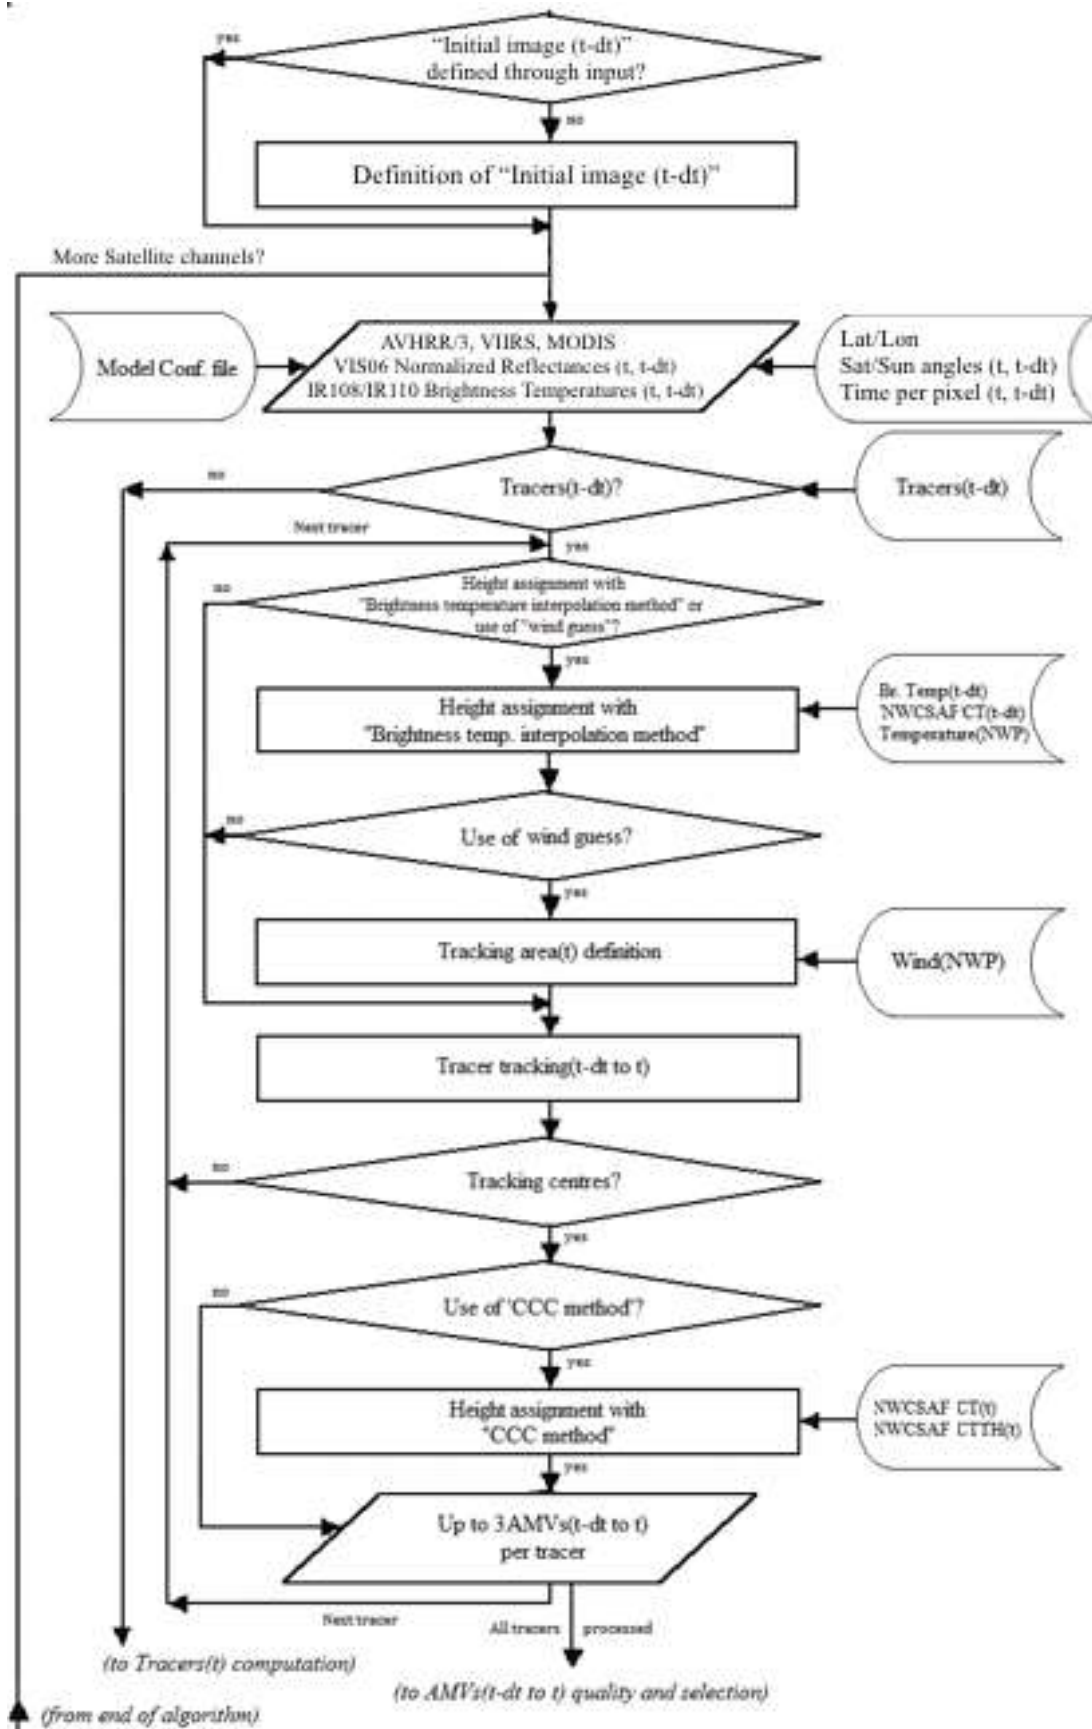 "Initial image (t-dt)"
defined through input?
yes
no
Definition of "Initial image (t-dt)"
More Satellite channels?
Model Conf. file
AVHRR/3, VIIRS, MODIS
VIS06 Normalized Reflectances (t, t-dt)
IR108/IR110 Brightness Temperatures (t, t-dt)
Lat/Lon
Sat/Sun angles (t, t-dt)
Time per pixel (t, t-dt)
no
Tracers(t-dt)?
Tracers(t-dt)
Next tracer
yes
no
Height assignment with
"Brightness temperature interpolation method" or
use of "wind guess"?
yes
Height assignment with
"Brightness temp. interpolation method"
Br. Temp(t-dt)
NWCSAF CT(t-dt)
Temperature(NWP)
no
Use of wind guess?
yes
Tracking area(t) definition
Wind(NWP)
Tracer tracking(t-dt to t)
no
Tracking centres?
yes
no
Use of 'CCC method'?
yes
Height assignment with
"CCC method"
NWCSAF CT(t)
NWCSAF CTTH(t)
yes
Up to 3AMVs(t-dt to t)
per tracer
Next tracer
All tracers processed
(to Tracers(t) computation)
(to AMVs(t-dt to t) quality and selection)
(from end of algorithm)